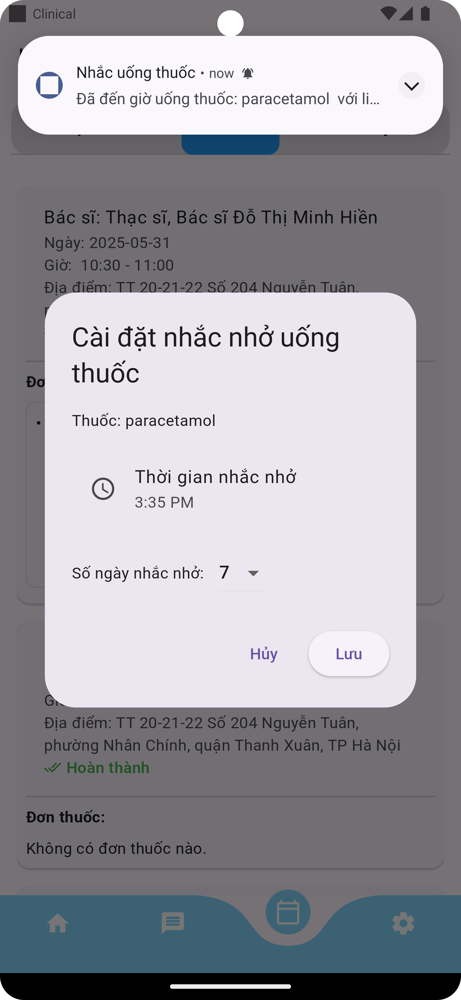 Clinical
Nhắc uống thuốc • now
Đã đến giờ uống thuốc: paracetamol với li...
Bác sĩ: Thạc sĩ, Bác sĩ Đỗ Thị Minh Hiền
Ngày: 2025-05-31
Giờ: 10:30 - 11:00
Địa điểm: TT 20-21-22 Số 204 Nguyễn Tuân,
Cài đặt nhắc nhở uống
thuốc
Thuốc: paracetamol
Thời gian nhắc nhở
3:35 PM
Số ngày nhắc nhở: 7
Hủy
Lưu
Địa điểm: TT 20-21-22 Số 204 Nguyễn Tuân,
phường Nhân Chính, quận Thanh Xuân, TP Hà Nội
Hoàn thành
Đơn thuốc:
Không có đơn thuốc nào.